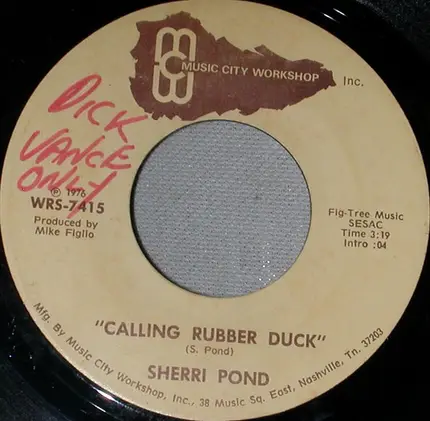 MCW
MUSIC CITY WORKSHOP Inc.
DICK
VANCE
ONLY
℗ 1976
WRS-7415
Produced by
Mike Figlio
Fig-Tree Music
SESAC
Time 3:19
Intro :04
"CALLING RUBBER DUCK"
(S. Pond)
SHERRI POND
Mfg. By Music City Workshop, Inc., 38 Music Sq. East, Nashville, Tn. 37203